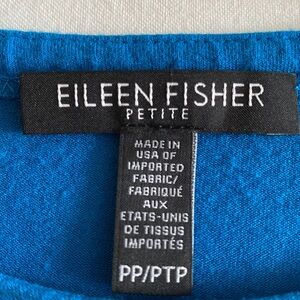 EILEEN FISHER
PETITE
MADE IN
USA OF
IMPORTED
FABRIC/
FABRIQUÉ
AUX
ETATS-UNIS
DE TISSUS
IMPORTÉS
PP/PTP